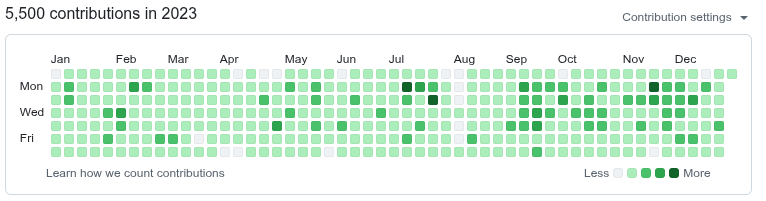 5,500 contributions in 2023
Contribution settings
Jan Feb Mar Apr May Jun Jul Aug Sep Oct Nov Dec
Mon
Wed
Fri
Learn how we count contributions
Less More